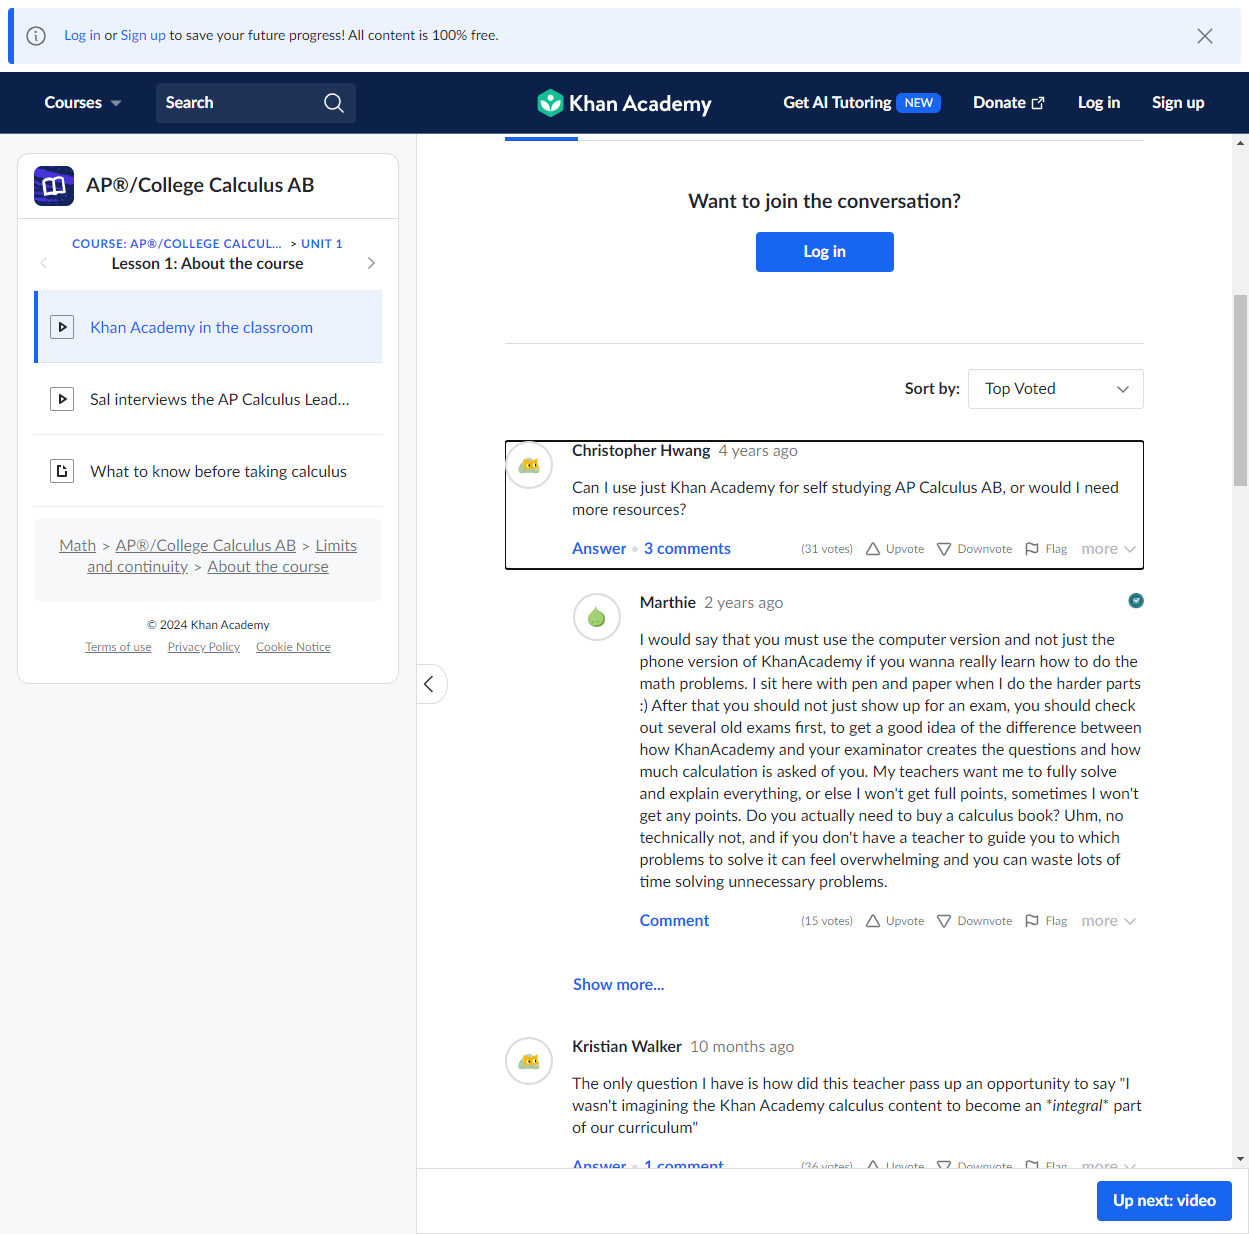 Log in or Sign up to save your future progress! All content is 100% free.
Courses
Search
Khan Academy
Get AI Tutoring NEW
Donate
Log in
Sign up
AP®/College Calculus AB
COURSE: AP®/COLLEGE CALCUL... > UNIT 1
Lesson 1: About the course
Khan Academy in the classroom
Sal interviews the AP Calculus Lead...
What to know before taking calculus
Math > AP®/College Calculus AB > Limits
and continuity > About the course
© 2024 Khan Academy
Terms of use Privacy Policy Cookie Notice
Want to join the conversation?
Log in
Sort by: Top Voted
Christopher Hwang 4 years ago
Can I use just Khan Academy for self studying AP Calculus AB, or would I need
more resources?
Answer • 3 comments (31 votes) Upvote Downvote Flag more
Marthie 2 years ago
I would say that you must use the computer version and not just the
phone version of KhanAcademy if you wanna really learn how to do the
math problems. I sit here with pen and paper when I do the harder parts
:) After that you should not just show up for an exam, you should check
out several old exams first, to get a good idea of the difference between
how KhanAcademy and your examinator creates the questions and how
much calculation is asked of you. My teachers want me to fully solve
and explain everything, or else I won't get full points, sometimes I won't
get any points. Do you actually need to buy a calculus book? Uhm, no
technically not, and if you don't have a teacher to guide you to which
problems to solve it can feel overwhelming and you can waste lots of
time solving unnecessary problems.
Comment (15 votes) Upvote Downvote Flag more
Show more...
Kristian Walker 10 months ago
The only question I have is how did this teacher pass up an opportunity to say "I
wasn't imagining the Khan Academy calculus content to become an *integral* part
of our curriculum"
Answer • 1 comment (36 votes) Upvote Downvote Flag more
Up next: video